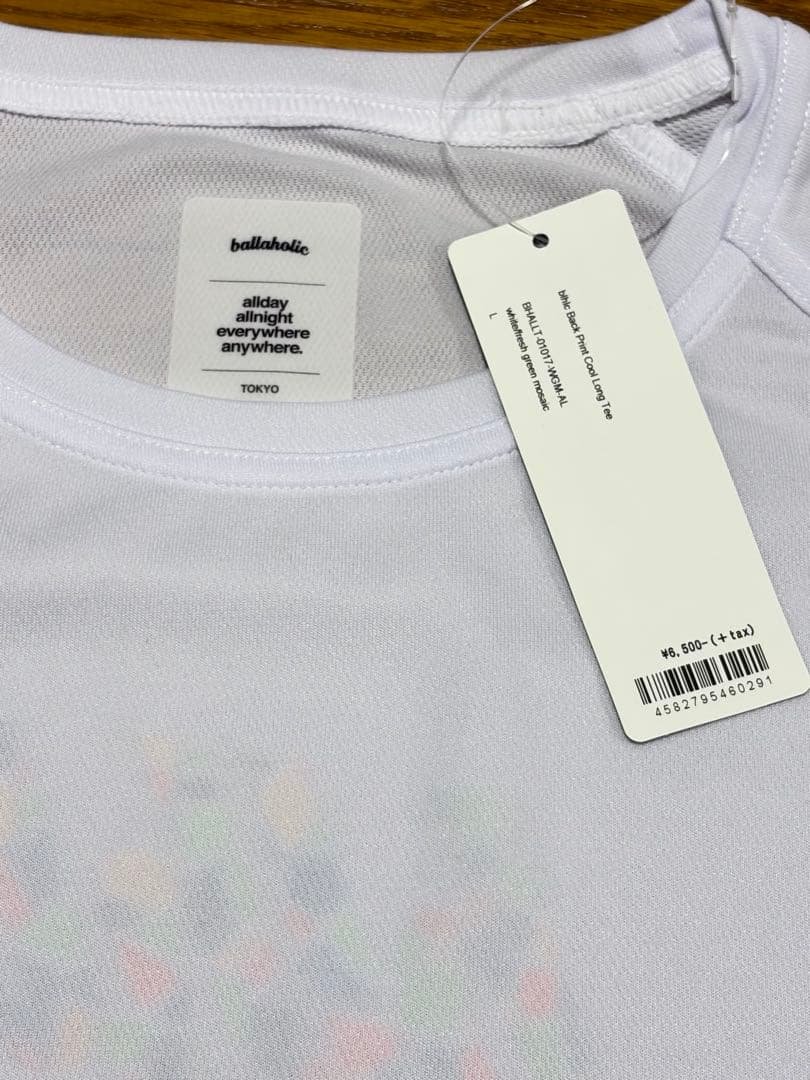 ballaholic
allday
allnight
everywhere
anywhere.
TOKYO
blhlc Back Print Cool Long Tee
BHALLT-01017-WGM-AL
white/fresh green mosaic
L
¥6,500-(+tax)
4582795460291